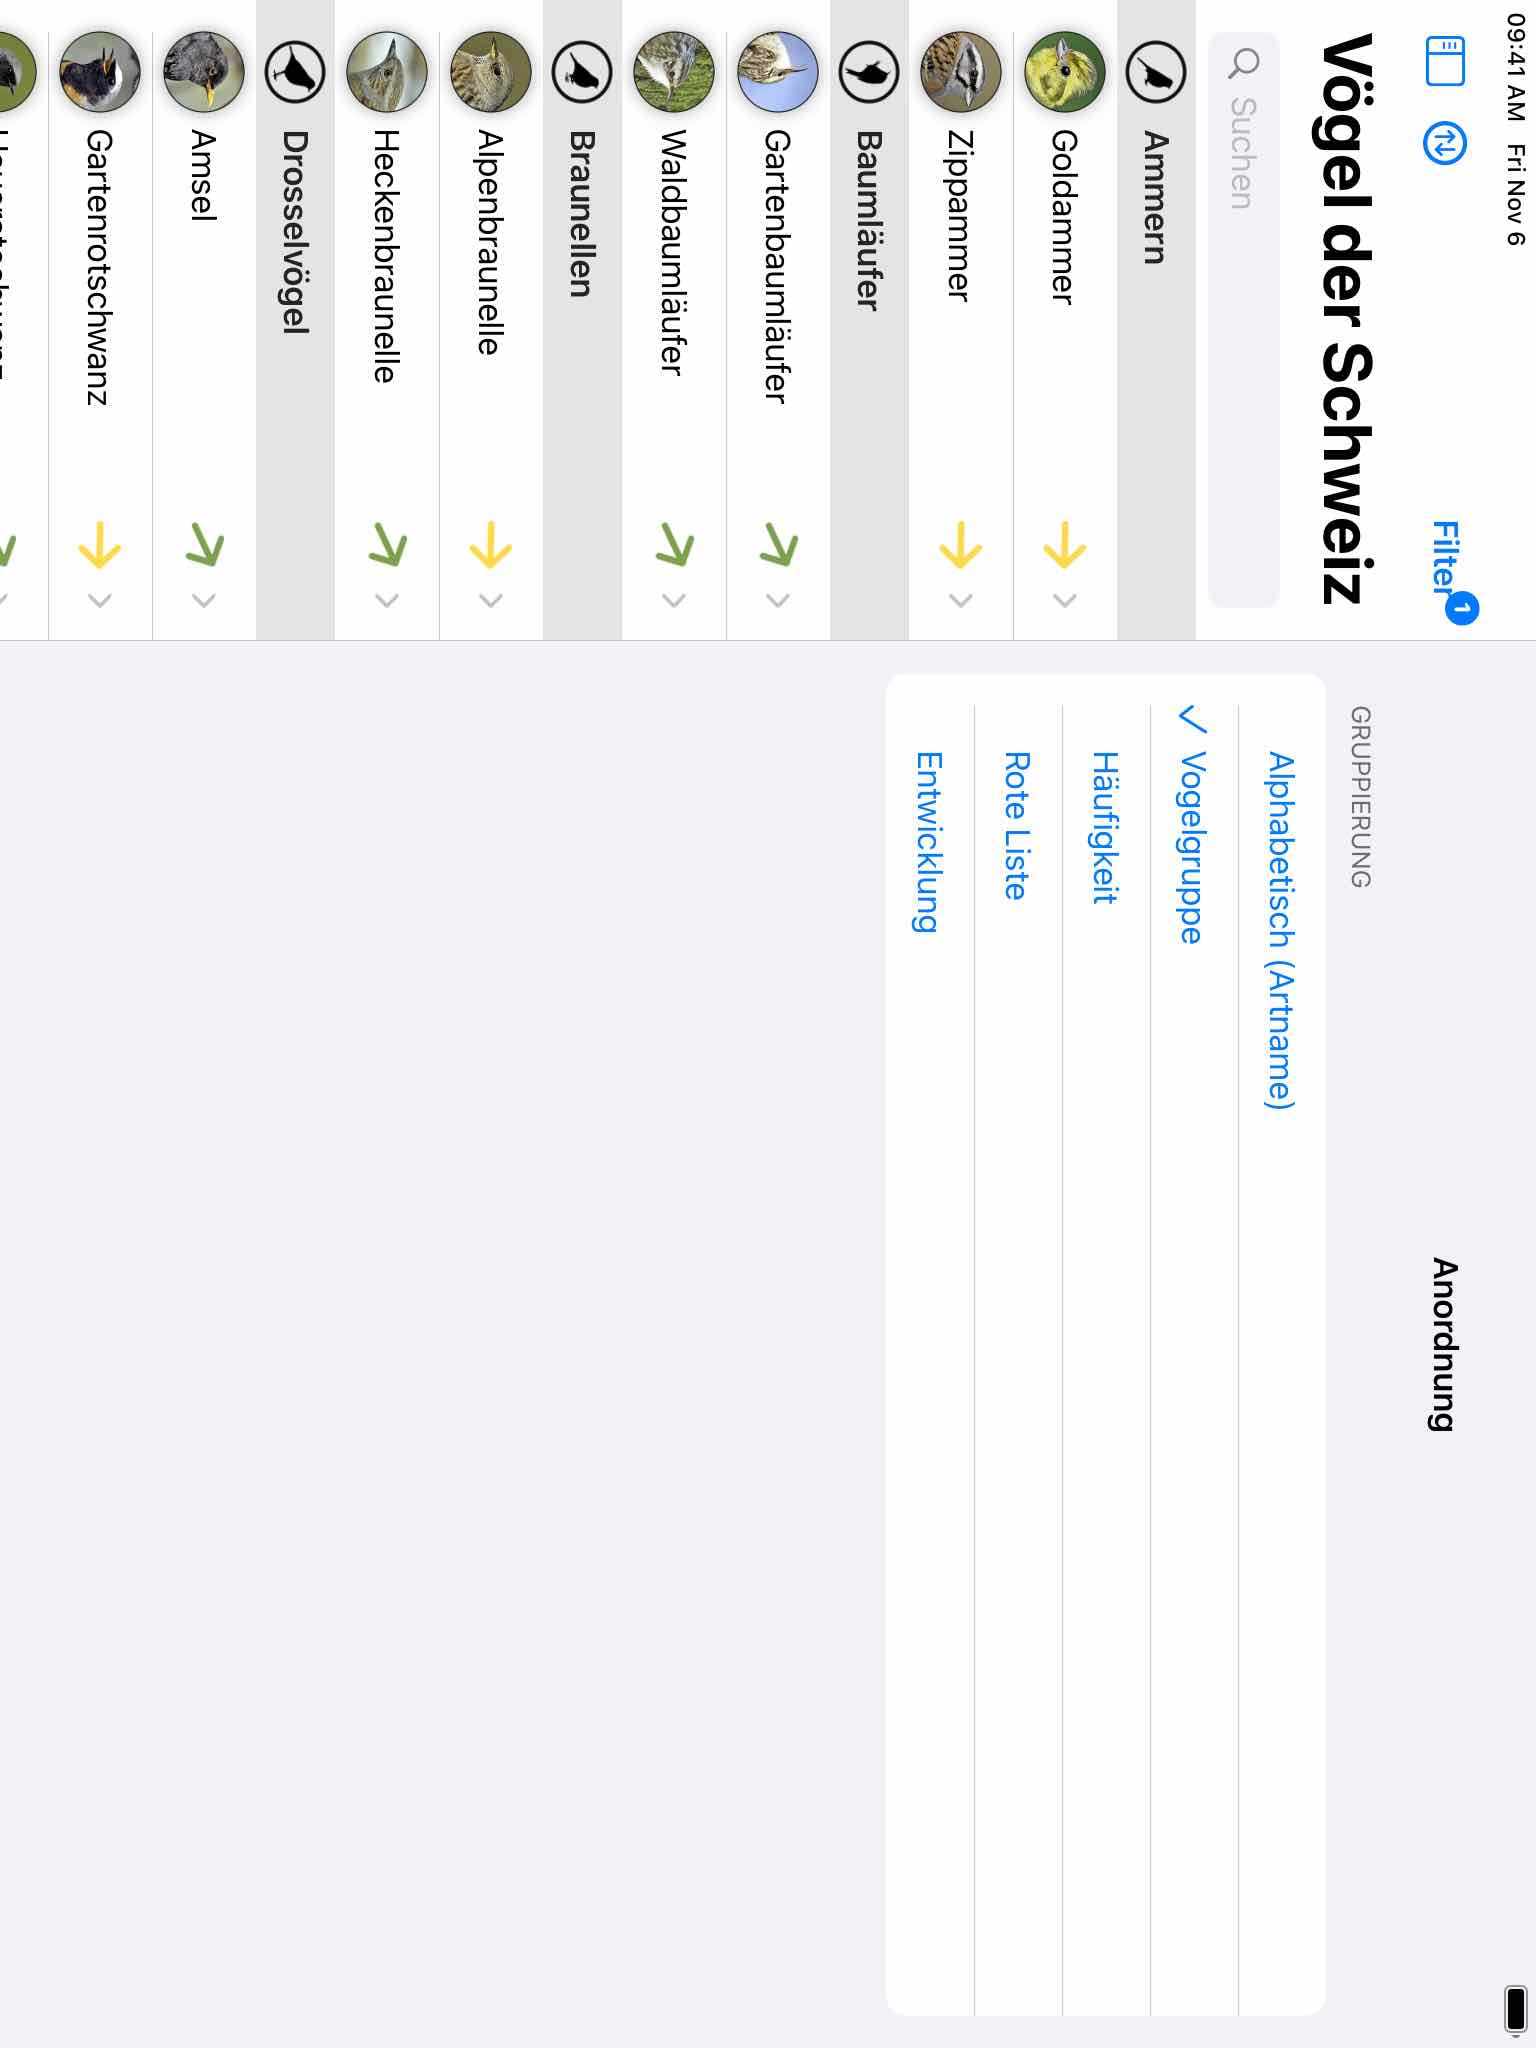 09:41 AM Fri Nov 6
Filter
1
Vögel der Schweiz
Suchen
Ammern
Goldammer
Zippammer
Baumläufer
Gartenbaumläufer
Waldbaumläufer
Braunellen
Alpenbraunelle
Heckenbraunelle
Drosselvögel
Amsel
Gartenrotschwanz
Anordnung
GRUPPIERUNG
Alphabetisch (Artname)
Vogelgruppe
Häufigkeit
Rote Liste
Entwicklung